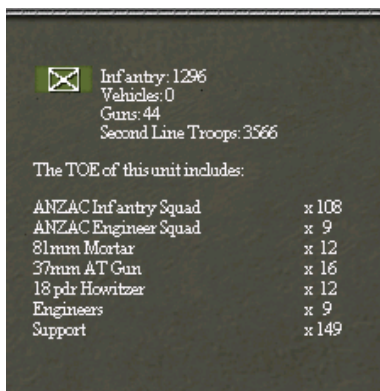 Infantry: 1296
Vehicles: 0
Guns: 44
Second Line Troops: 3566
The TOE of this unit includes:
ANZAC Infantry Squad x 108
ANZAC Engineer Squad x 9
81mm Mortar x 12
37mm AT Gun x 16
18 pdr Howitzer x 12
Engineers x 9
Support x 149